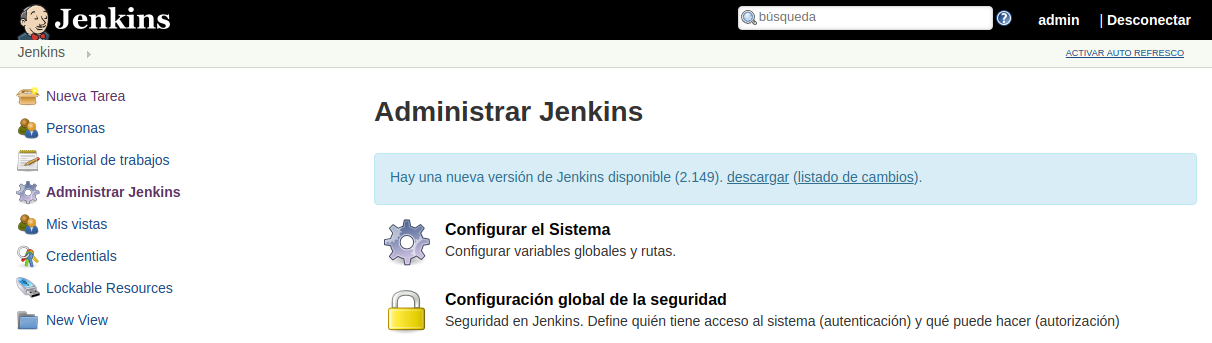 Jenkins
búsqueda
admin
| Desconectar
Jenkins
ACTIVAR AUTO REFRESCO
Nueva Tarea
Personas
Historial de trabajos
Administrar Jenkins
Mis vistas
Credentials
Lockable Resources
New View
Administrar Jenkins
Hay una nueva versión de Jenkins disponible (2.149). descargar (listado de cambios).
Configurar el Sistema
Configurar variables globales y rutas.
Configuración global de la seguridad
Seguridad en Jenkins. Define quién tiene acceso al sistema (autenticación) y qué puede hacer (autorización)